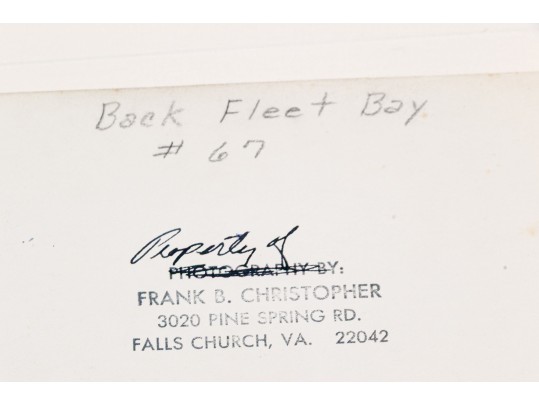 Back Fleet Bay
# 67
Property of
PHOTOGRAPHY BY:
FRANK B. CHRISTOPHER
3020 PINE SPRING RD.
FALLS CHURCH, VA. 22042